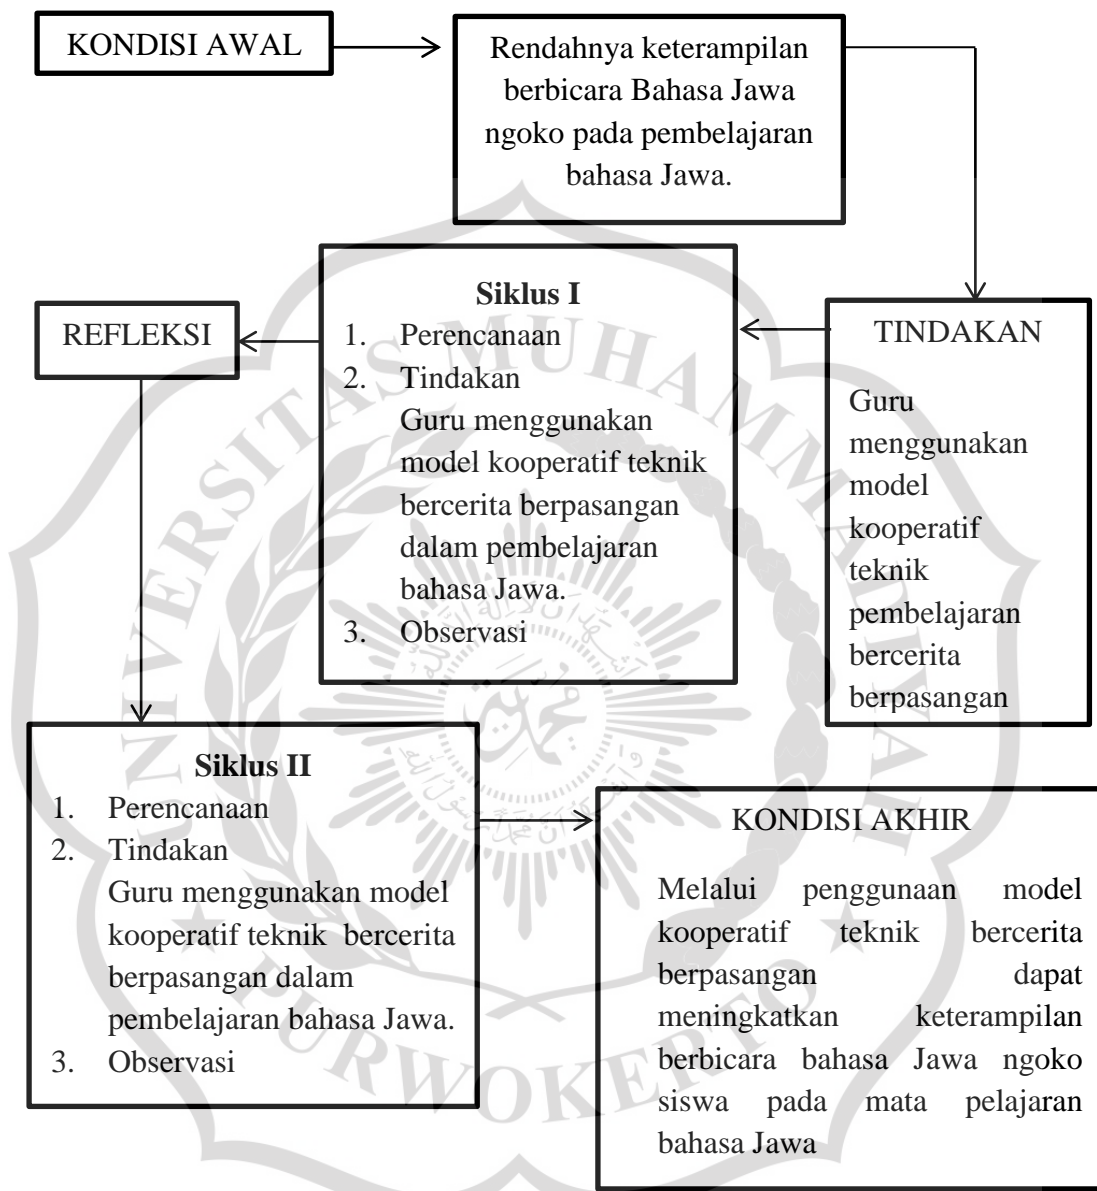 KONDISI AWAL
Rendahnya keterampilan
berbicara Bahasa Jawa
ngoko pada pembelajaran
bahasa Jawa.
TINDAKAN
Guru
menggunakan
model
kooperatif
teknik
pembelajaran
bercerita
berpasangan
Siklus I
1. Perencanaan
2. Tindakan
Guru menggunakan
model kooperatif teknik
bercerita berpasangan
dalam pembelajaran
bahasa Jawa.
3. Observasi
REFLEKSI
Siklus II
1. Perencanaan
2. Tindakan
Guru menggunakan model
kooperatif teknik bercerita
berpasangan dalam
pembelajaran bahasa Jawa.
3. Observasi
KONDISI AKHIR
Melalui penggunaan model
kooperatif teknik bercerita
berpasangan dapat
meningkatkan keterampilan
berbicara bahasa Jawa ngoko
siswa pada mata pelajaran
bahasa Jawa
UNIVERSITAS MUHAMMADIYAH
PURWOKERTO